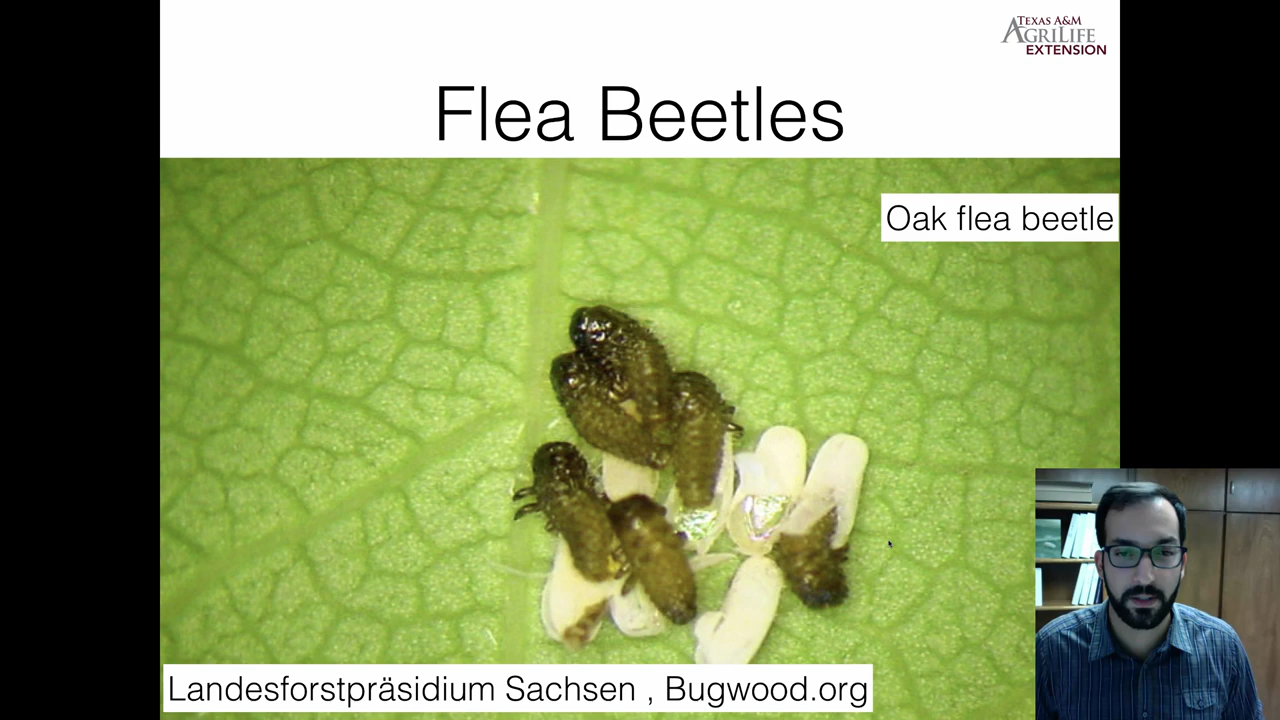 TEXAS A&M
AGRILIFE
EXTENSION
Flea Beetles
Oak flea beetle
Landesforstpräsidium Sachsen , Bugwood.org